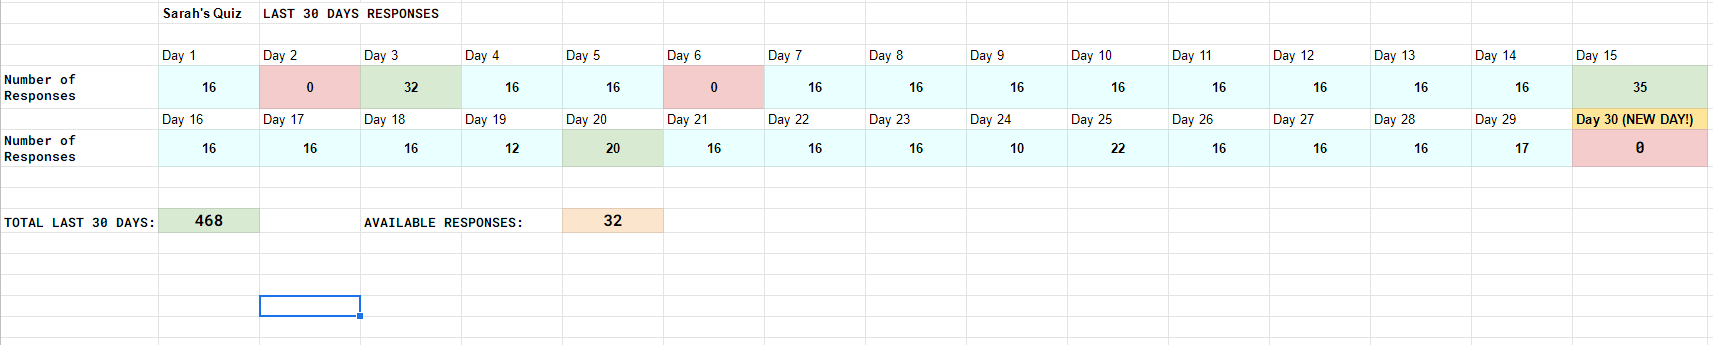 Sarah's Quiz LAST 30 DAYS RESPONSES
Day 1 Day 2 Day 3 Day 4 Day 5 Day 6 Day 7 Day 8 Day 9 Day 10 Day 11 Day 12 Day 13 Day 14 Day 15
Number of
Responses
16 0 32 16 16 0 16 16 16 16 16 16 16 16 35
Day 16 Day 17 Day 18 Day 19 Day 20 Day 21 Day 22 Day 23 Day 24 Day 25 Day 26 Day 27 Day 28 Day 29 Day 30 (NEW DAY!)
Number of
Responses
16 16 16 12 20 16 16 16 10 22 16 16 16 17 0
TOTAL LAST 30 DAYS: 468 AVAILABLE RESPONSES: 32